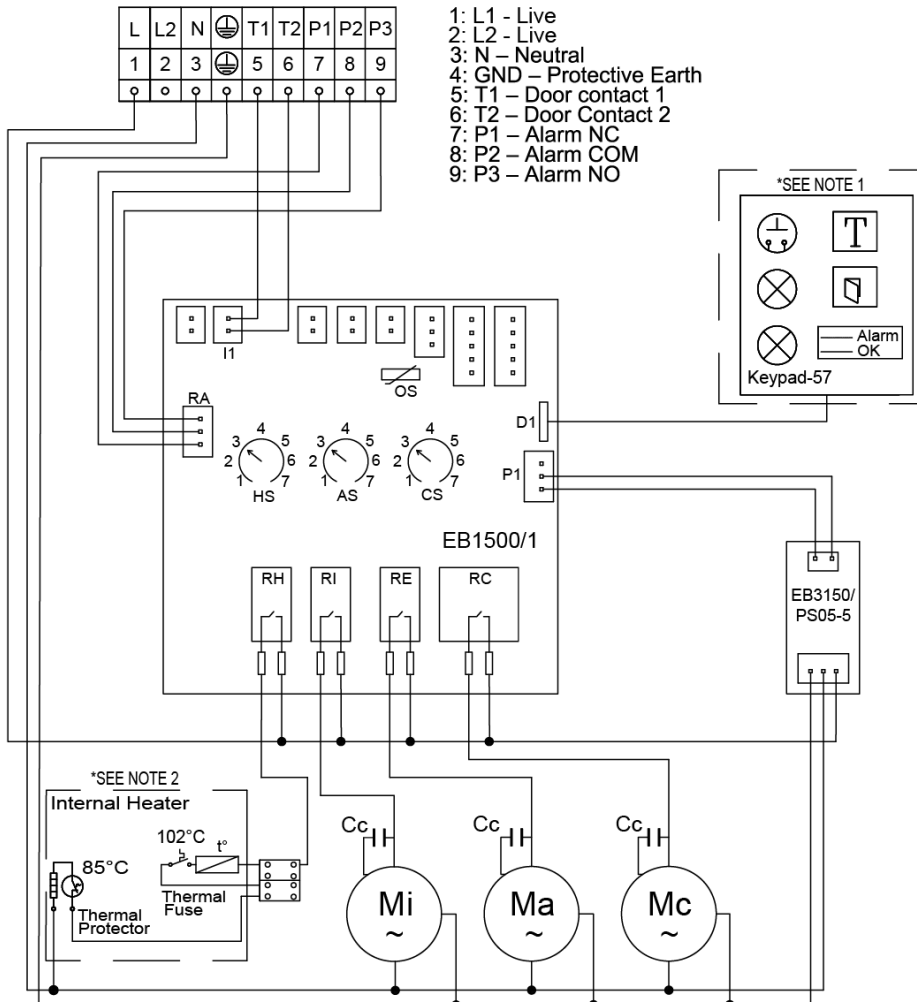 L L2 N T1 T2 P1 P2 P3
1 2 3 5 6 7 8 9
1: L1 - Live
2: L2 - Live
3: N – Neutral
4: GND – Protective Earth
5: T1 – Door contact 1
6: T2 – Door Contact 2
7: P1 – Alarm NC
8: P2 – Alarm COM
9: P3 – Alarm NO
*SEE NOTE 1
T
Alarm
OK
Keypad-57
I1
OS
RA
D1
1 2 3 4 5 6 7
HS
1 2 3 4 5 6 7
AS
1 2 3 4 5 6 7
CS
P1
EB1500/1
RH RI RE RC
EB3150/
PS05-5
*SEE NOTE 2
Internal Heater
102°C
t°
85°C
Thermal
Fuse
Thermal
Protector
Cc Cc Cc
Mi
~
Ma
~
Mc
~